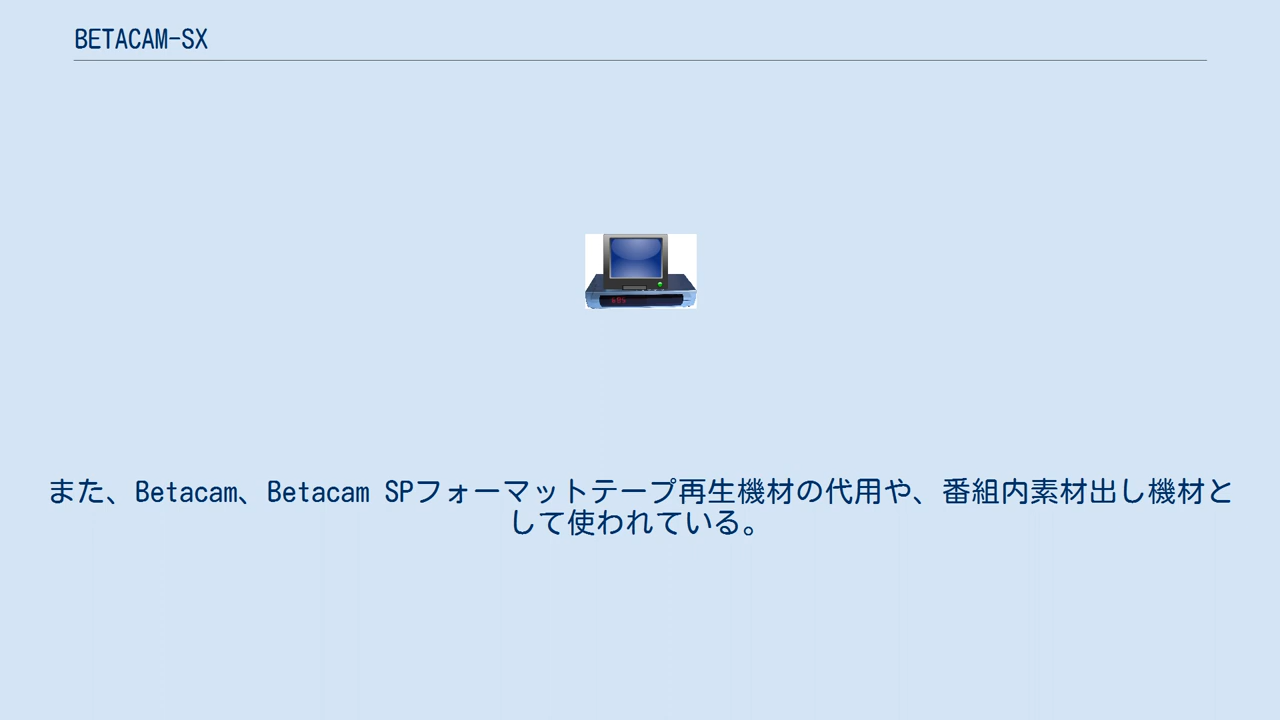 BETACAM-SX
また、Betacam、Betacam SPフォーマットテープ再生機材の代用や、番組内素材出し機材と
して使われている。